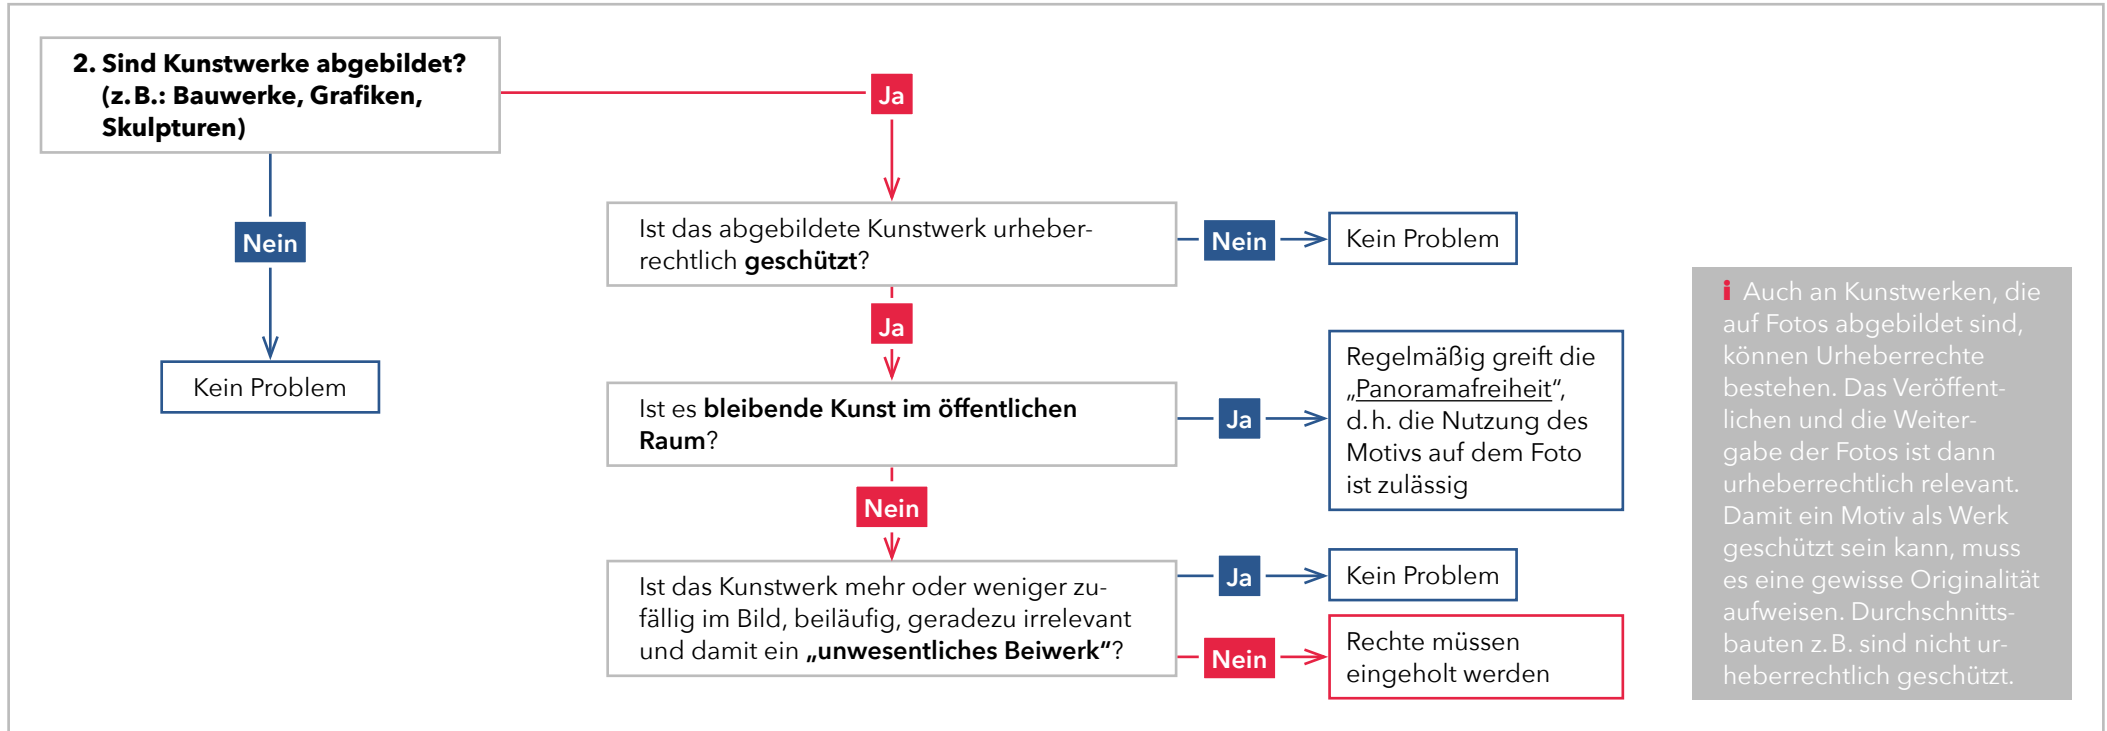 2. Sind Kunstwerke abgebildet?
(z. B.: Bauwerke, Grafiken,
Skulpturen)
Ja
Nein
Kein Problem
Ist das abgebildete Kunstwerk urheber-
rechtlich geschützt?
Nein
Kein Problem
Ja
Ist es bleibende Kunst im öffentlichen
Raum?
Ja
Regelmäßig greift die
„Panoramafreiheit“,
d. h. die Nutzung des
Motivs auf dem Foto
ist zulässig
Nein
Ist das Kunstwerk mehr oder weniger zu-
fällig im Bild, beiläufig, geradezu irrelevant
und damit ein „unwesentliches Beiwerk“?
Ja
Kein Problem
Nein
Rechte müssen
eingeholt werden
i Auch an Kunstwerken, die
auf Fotos abgebildet sind,
können Urheberrechte
bestehen. Das Veröffent-
lichen und die Weiter-
gabe der Fotos ist dann
urheberrechtlich relevant.
Damit ein Motiv als Werk
geschützt sein kann, muss
es eine gewisse Originalität
aufweisen. Durchschnitts-
bauten z. B. sind nicht ur-
heberrechtlich geschützt.